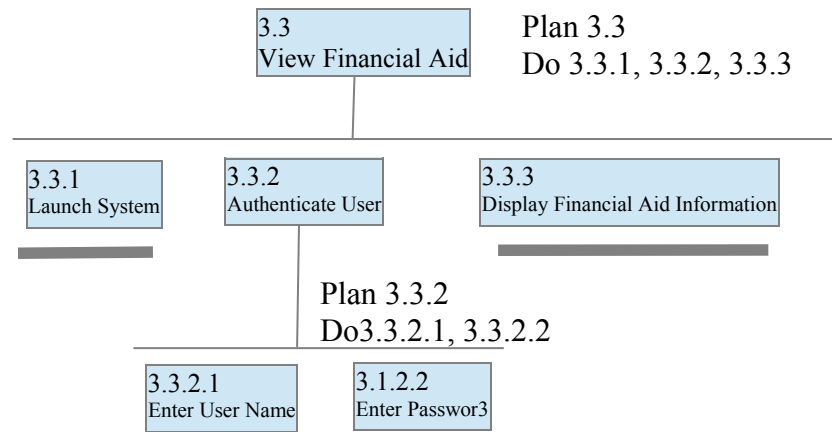 3.3
View Financial Aid
Plan 3.3
Do 3.3.1, 3.3.2, 3.3.3
3.3.1
Launch System
3.3.2
Authenticate User
3.3.3
Display Financial Aid Information
Plan 3.3.2
Do3.3.2.1, 3.3.2.2
3.3.2.1
Enter User Name
3.1.2.2
Enter Passwor3